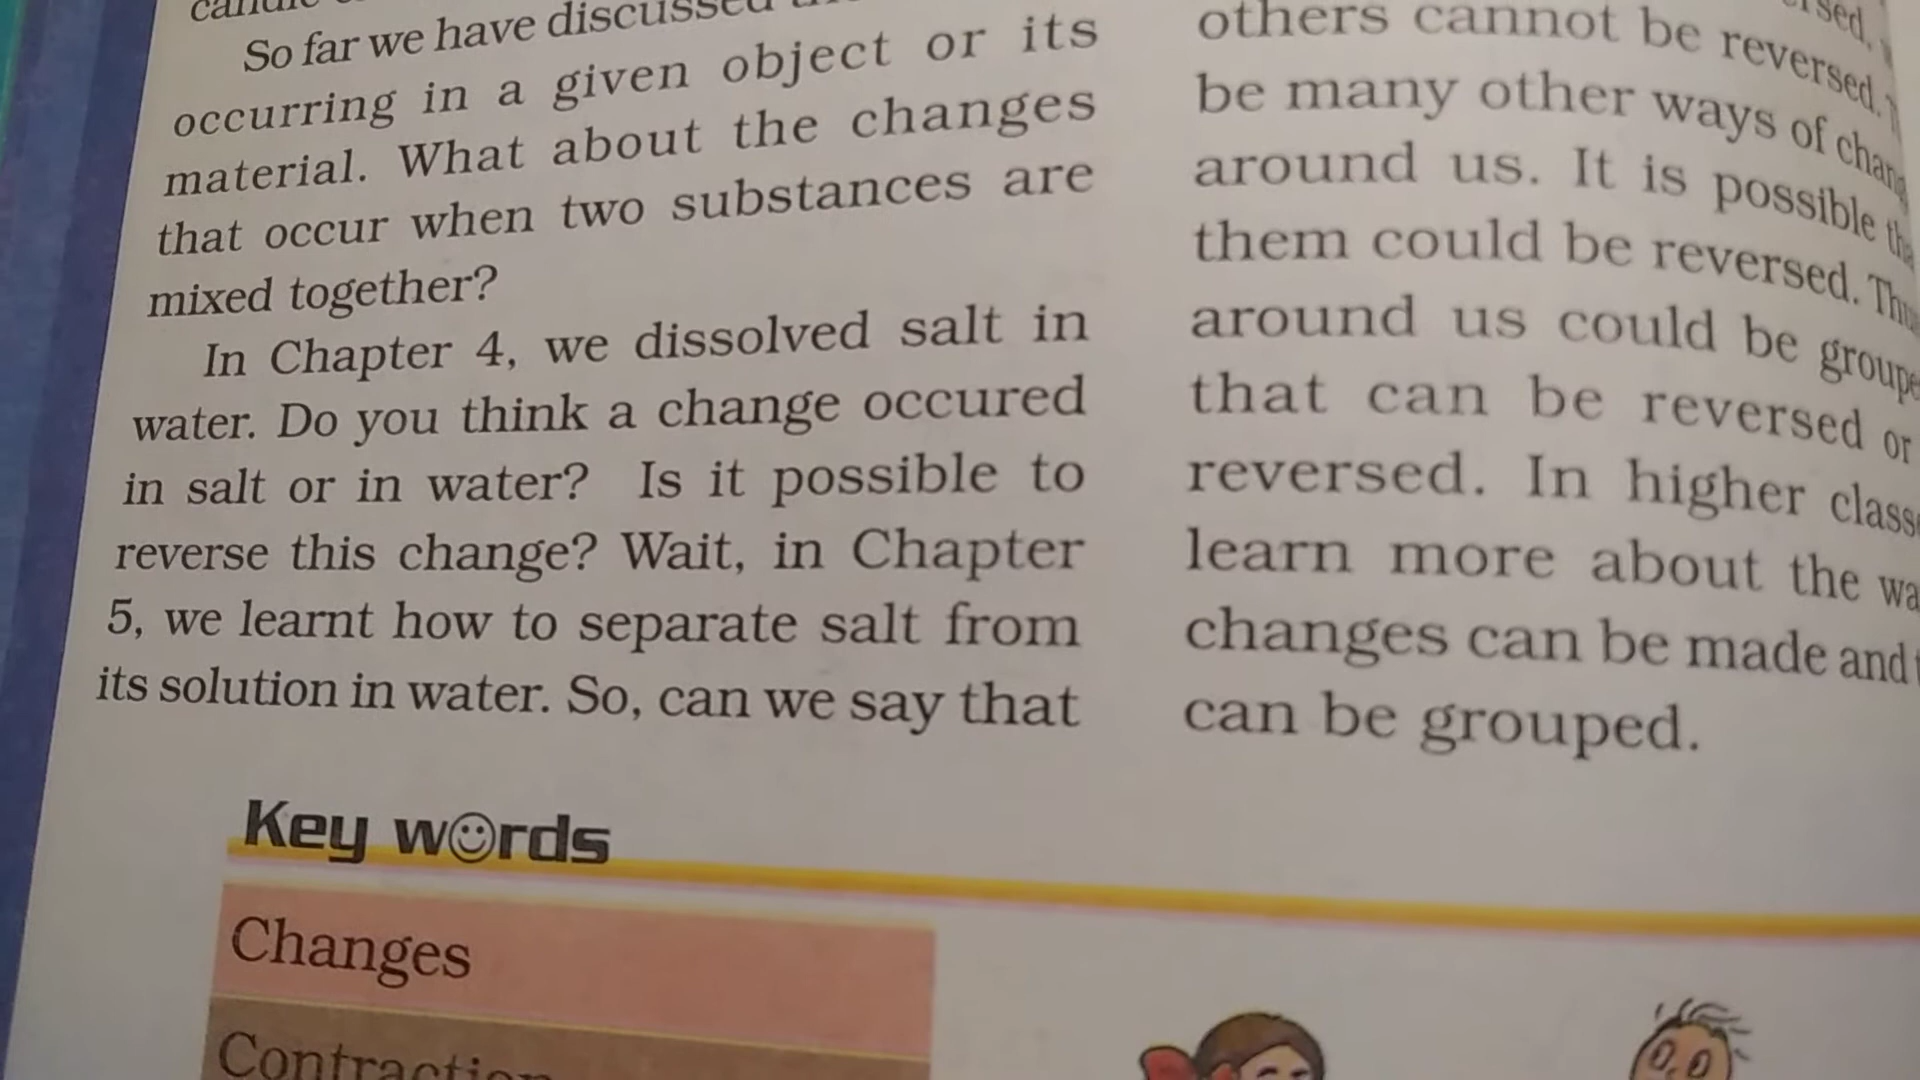 So far we have discussed
occurring in a given object or its
material. What about the changes
that occur when two substances are
mixed together?
In Chapter 4, we dissolved salt in
water. Do you think a change occured
in salt or in water? Is it possible to
reverse this change? Wait, in Chapter
5, we learnt how to separate salt from
its solution in water. So, can we say that
others cannot be reversed.
be many other ways of
around us. It is possible
them could be reversed.
around us could be
that can be reversed or
reversed. In higher
learn more about the
changes can be made and
can be grouped.
Key words
Changes
Contraction